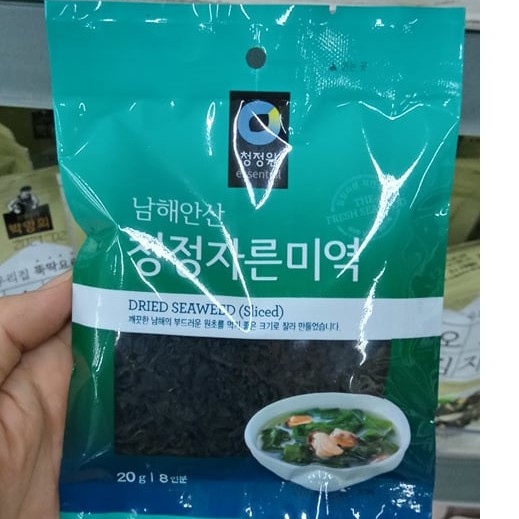 청정원
essential
남해안산
청정자른미역
DRIED SEAWEED (Sliced)
깨끗한 남해의 부드러운 원초를 먹기 좋은 크기로 잘라 만들었습니다.
20g | 8인분